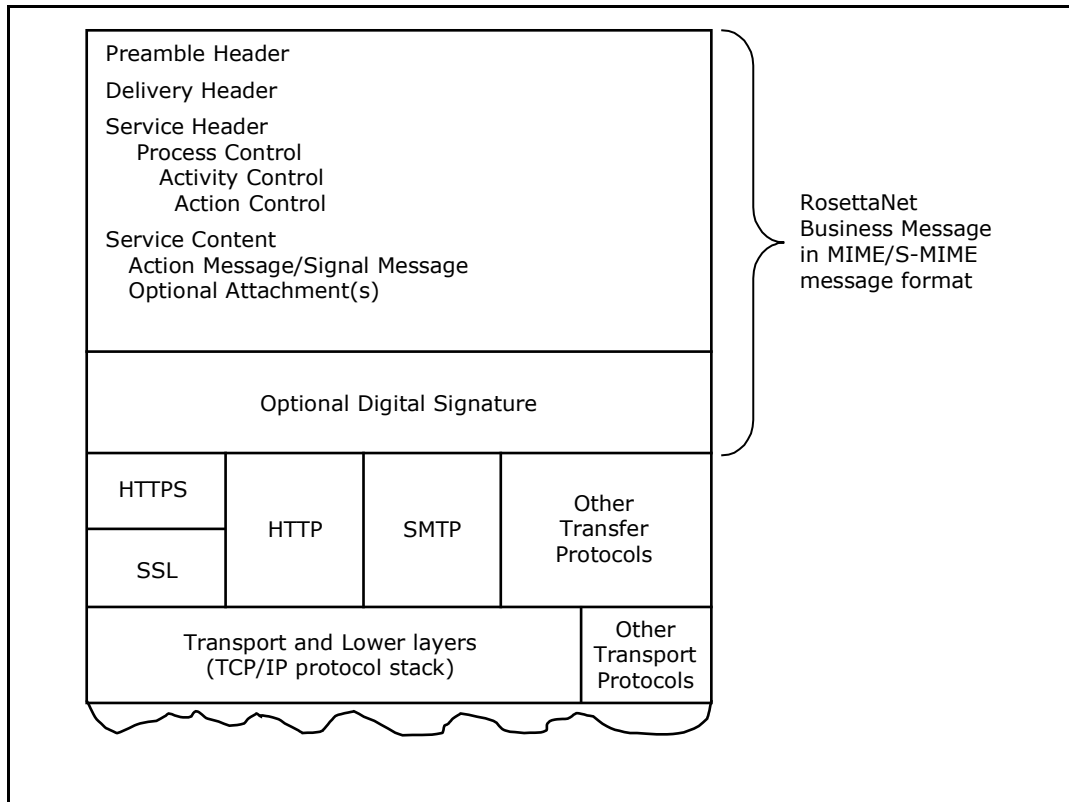 Preamble Header
Delivery Header
Service Header
Process Control
Activity Control
Action Control
Service Content
Action Message/Signal Message
Optional Attachment(s)
RosettaNet
Business Message
in MIME/S-MIME
message format
Optional Digital Signature
HTTPS
SSL
HTTP
SMTP
Other
Transfer
Protocols
Transport and Lower layers
(TCP/IP protocol stack)
Other
Transport
Protocols